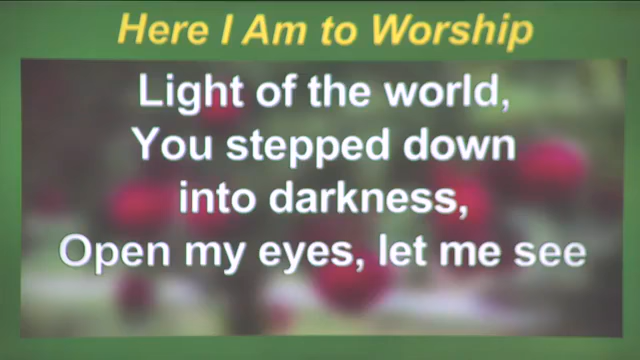 Here I Am to Worship
Light of the world,
You stepped down
into darkness,
Open my eyes, let me see